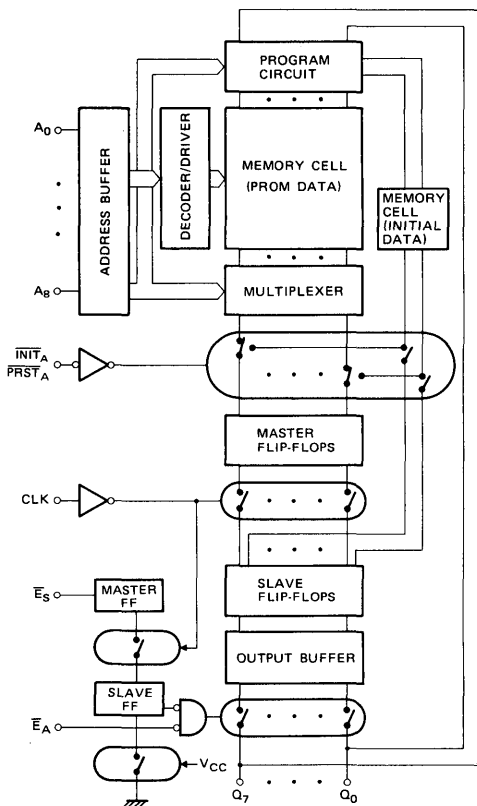 PROGRAM
CIRCUIT
A0
ADDRESS BUFFER
DECODER/DRIVER
MEMORY CELL
(PROM DATA)
MEMORY
CELL
(INITIAL
DATA)
A8
MULTIPLEXER
INITA
PRSTA
MASTER
FLIP-FLOPS
CLK
ES
MASTER
FF
SLAVE
FLIP-FLOPS
OUTPUT BUFFER
SLAVE
FF
EA
VCC
Q7
Q0